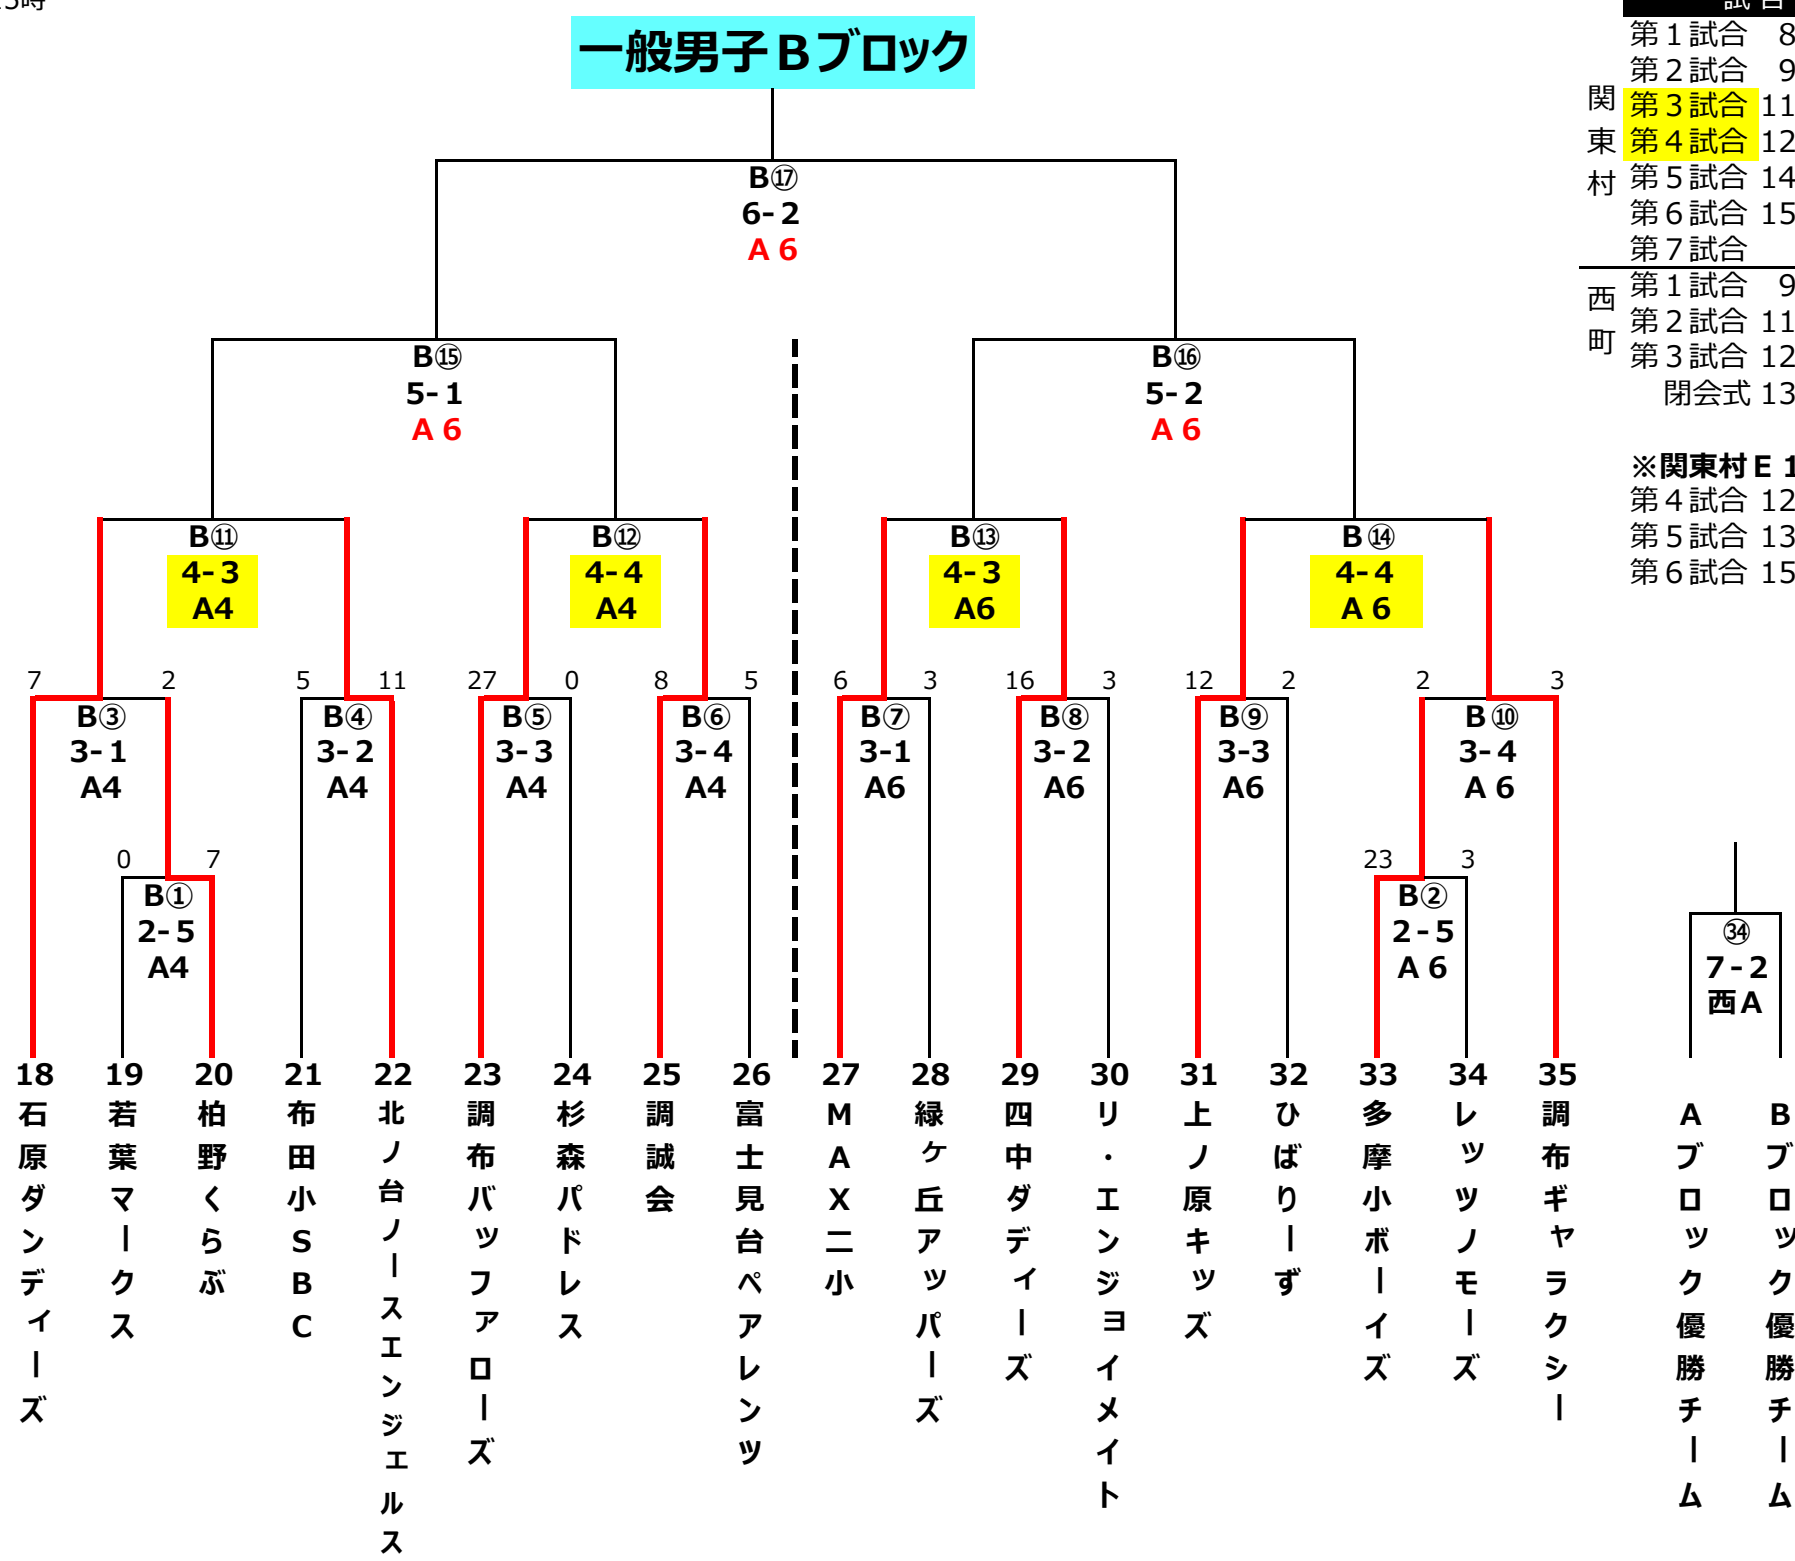 一般男子Bブロック
B⑰
6-2
A 6
B⑮
5-1
A 6
B⑯
5-2
A 6
B⑪
4-3
A4
B⑫
4-4
A4
B⑬
4-3
A6
B⑭
4-4
A 6
7 2 5 11 27 0 8 5 6 3 16 3 12 2 2 3
B③
3-1
A4
B④
3-2
A4
B⑤
3-3
A4
B⑥
3-4
A4
B⑦
3-1
A6
B⑧
3-2
A6
B⑨
3-3
A6
B⑩
3-4
A 6
0 7
B①
2-5
A4
23 3
B②
2-5
A 6
18 石原ダンディーズ
19 若葉マークス
20 柏野くらぶ
21 布田小SBC
22 北ノ台ノースエンジェルス
23 調布バッファローズ
24 杉森パドレス
25 調誠会
26 富士見台ペアレンツ
27 MAX二小
28 緑ケ丘アッパーズ
29 四中ダディーズ
30 リ・エンジョイメイト
31 上ノ原キッズ
32 ひばりーず
33 多摩小ボーイズ
34 レッツノモーズ
35 調布ギャラクシー
㉞
7-2
西A
Aブロック優勝チーム
Bブロック優勝チーム
関東村
第1試合 8
第2試合 9
第3試合 11
第4試合 12
第5試合 14
第6試合 15
第7試合
西町
第1試合 9
第2試合 11
第3試合 12
閉会式 13
※関東村E 1
第4試合 12
第5試合 13
第6試合 15